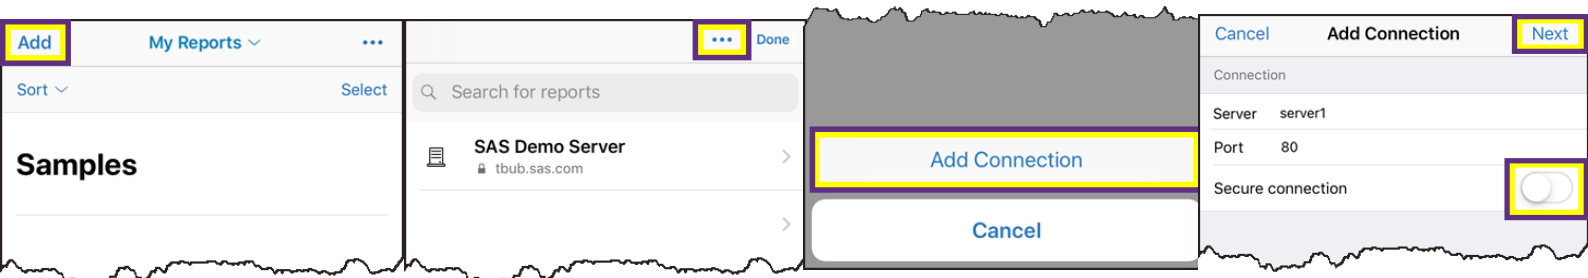 Add
My Reports
...
Sort
Select
Samples
...
Done
Search for reports
SAS Demo Server
tbub.sas.com
Add Connection
Cancel
Cancel
Add Connection
Next
Connection
Server server1
Port 80
Secure connection